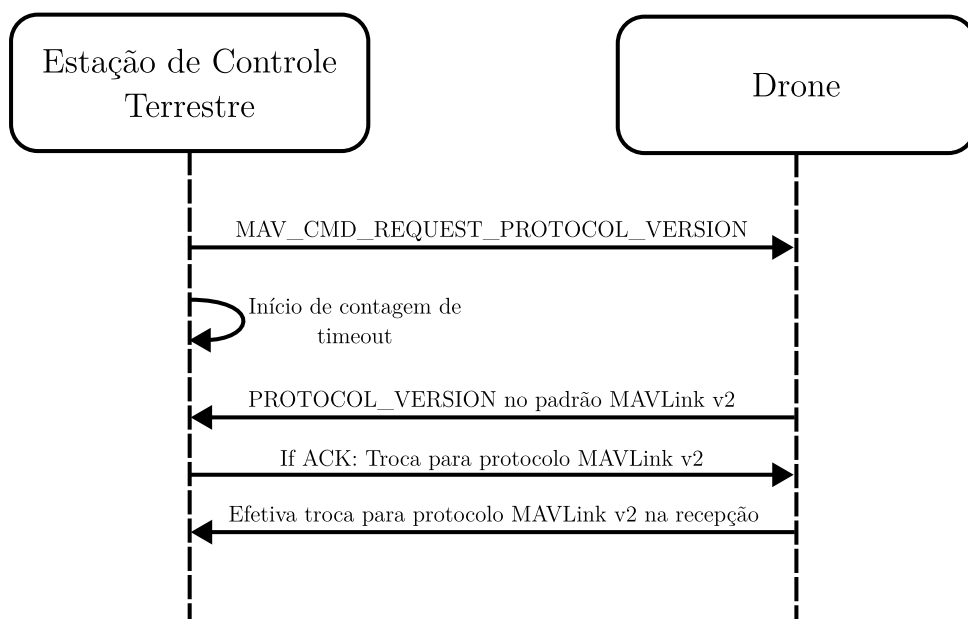 Estação de Controle
Terrestre
Drone
MAV_CMD_REQUEST_PROTOCOL_VERSION
Início de contagem de
timeout
PROTOCOL_VERSION no padrão MAVLink v2
If ACK: Troca para protocolo MAVLink v2
Efetiva troca para protocolo MAVLink v2 na recepção